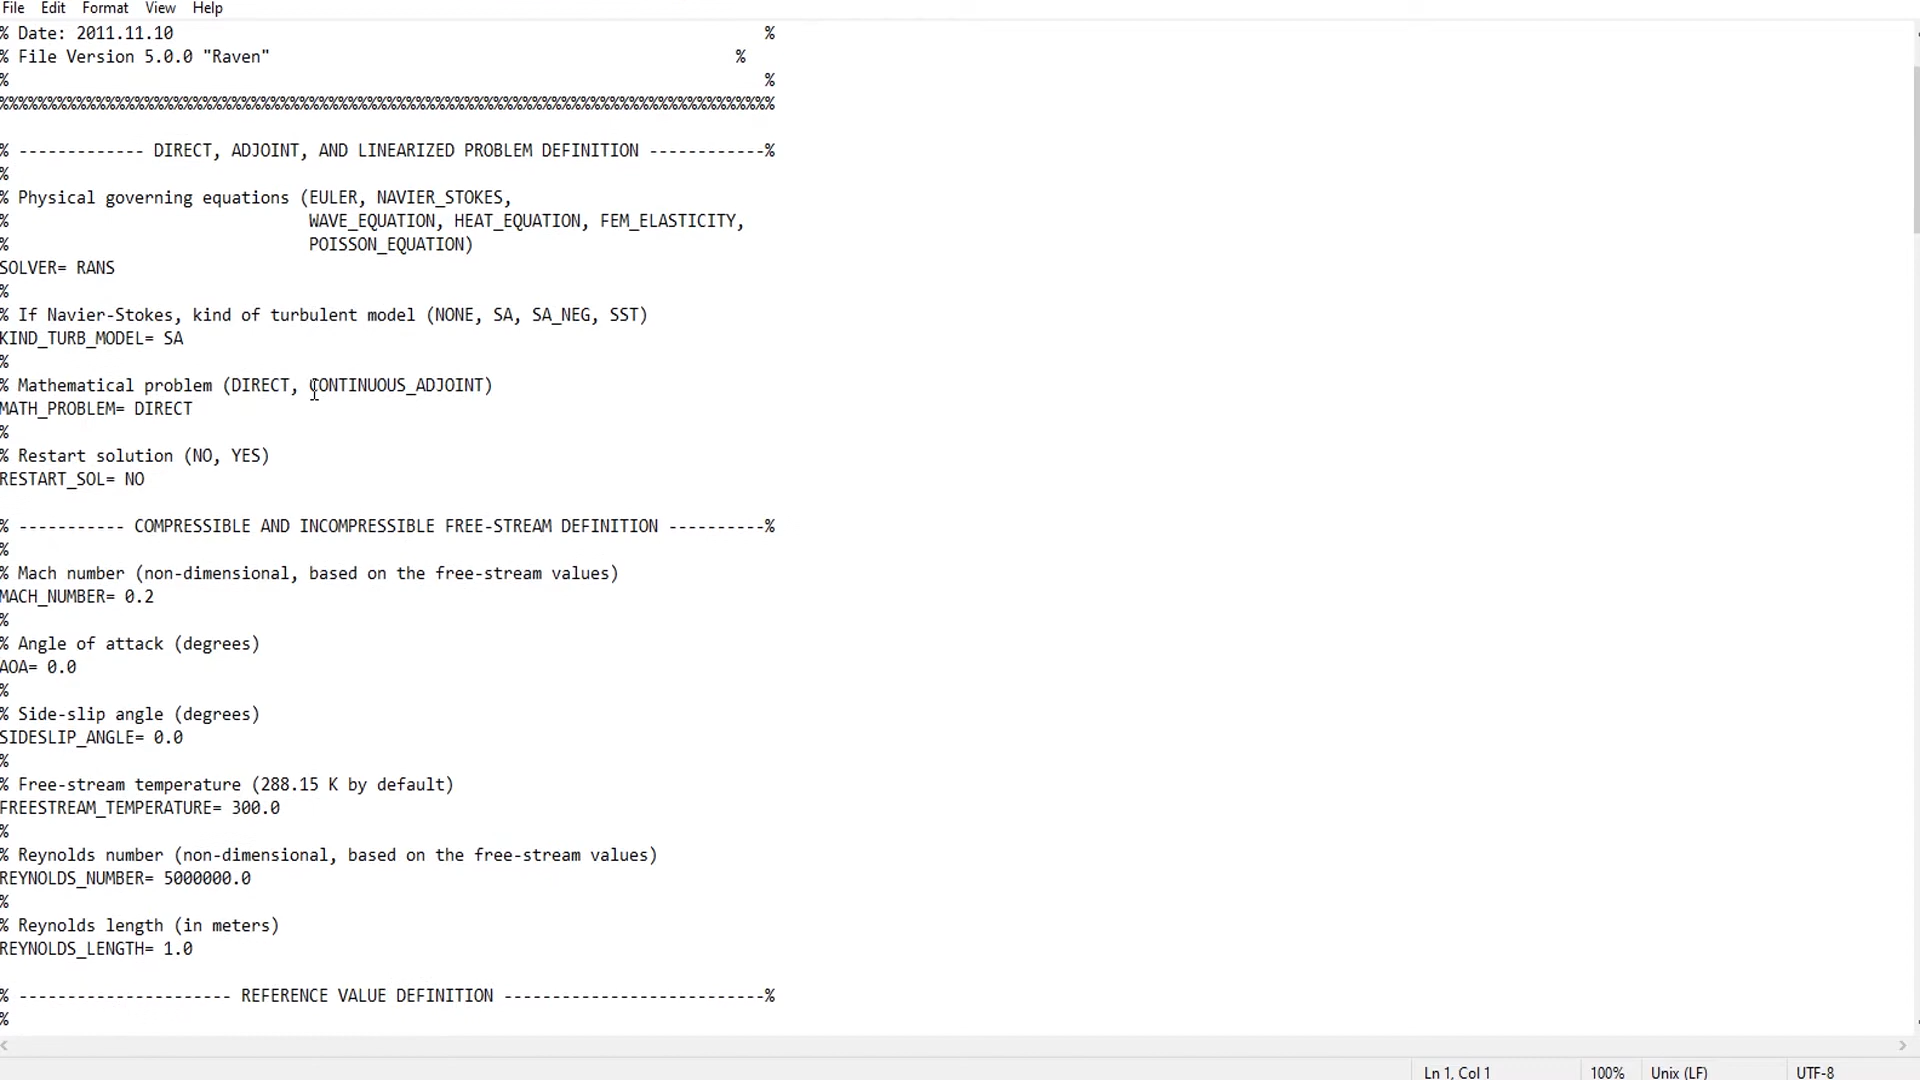 File Edit Format View Help
% Date: 2011.11.10 %
% File Version 5.0.0 "Raven" %
% %
%%%%%%%%%%%%%%%%%%%%%%%%%%%%%%%%%%%%%%%%%%%%%%%%%%%%%%%%%%%%%%%%%%%%%%%%%%%%%%%%
% ------------- DIRECT, ADJOINT, AND LINEARIZED PROBLEM DEFINITION ------------%
%
% Physical governing equations (EULER, NAVIER_STOKES,
% WAVE_EQUATION, HEAT_EQUATION, FEM_ELASTICITY,
% POISSON_EQUATION)
SOLVER= RANS
%
% If Navier-Stokes, kind of turbulent model (NONE, SA, SA_NEG, SST)
KIND_TURB_MODEL= SA
%
% Mathematical problem (DIRECT, CONTINUOUS_ADJOINT)
MATH_PROBLEM= DIRECT
%
% Restart solution (NO, YES)
RESTART_SOL= NO
% ----------- COMPRESSIBLE AND INCOMPRESSIBLE FREE-STREAM DEFINITION ----------%
%
% Mach number (non-dimensional, based on the free-stream values)
MACH_NUMBER= 0.2
%
% Angle of attack (degrees)
AOA= 0.0
%
% Side-slip angle (degrees)
SIDESLIP_ANGLE= 0.0
%
% Free-stream temperature (288.15 K by default)
FREESTREAM_TEMPERATURE= 300.0
%
% Reynolds number (non-dimensional, based on the free-stream values)
REYNOLDS_NUMBER= 5000000.0
%
% Reynolds length (in meters)
REYNOLDS_LENGTH= 1.0
% ---------------------- REFERENCE VALUE DEFINITION ---------------------------%
%
Ln 1, Col 1 100% Unix (LF) UTF-8